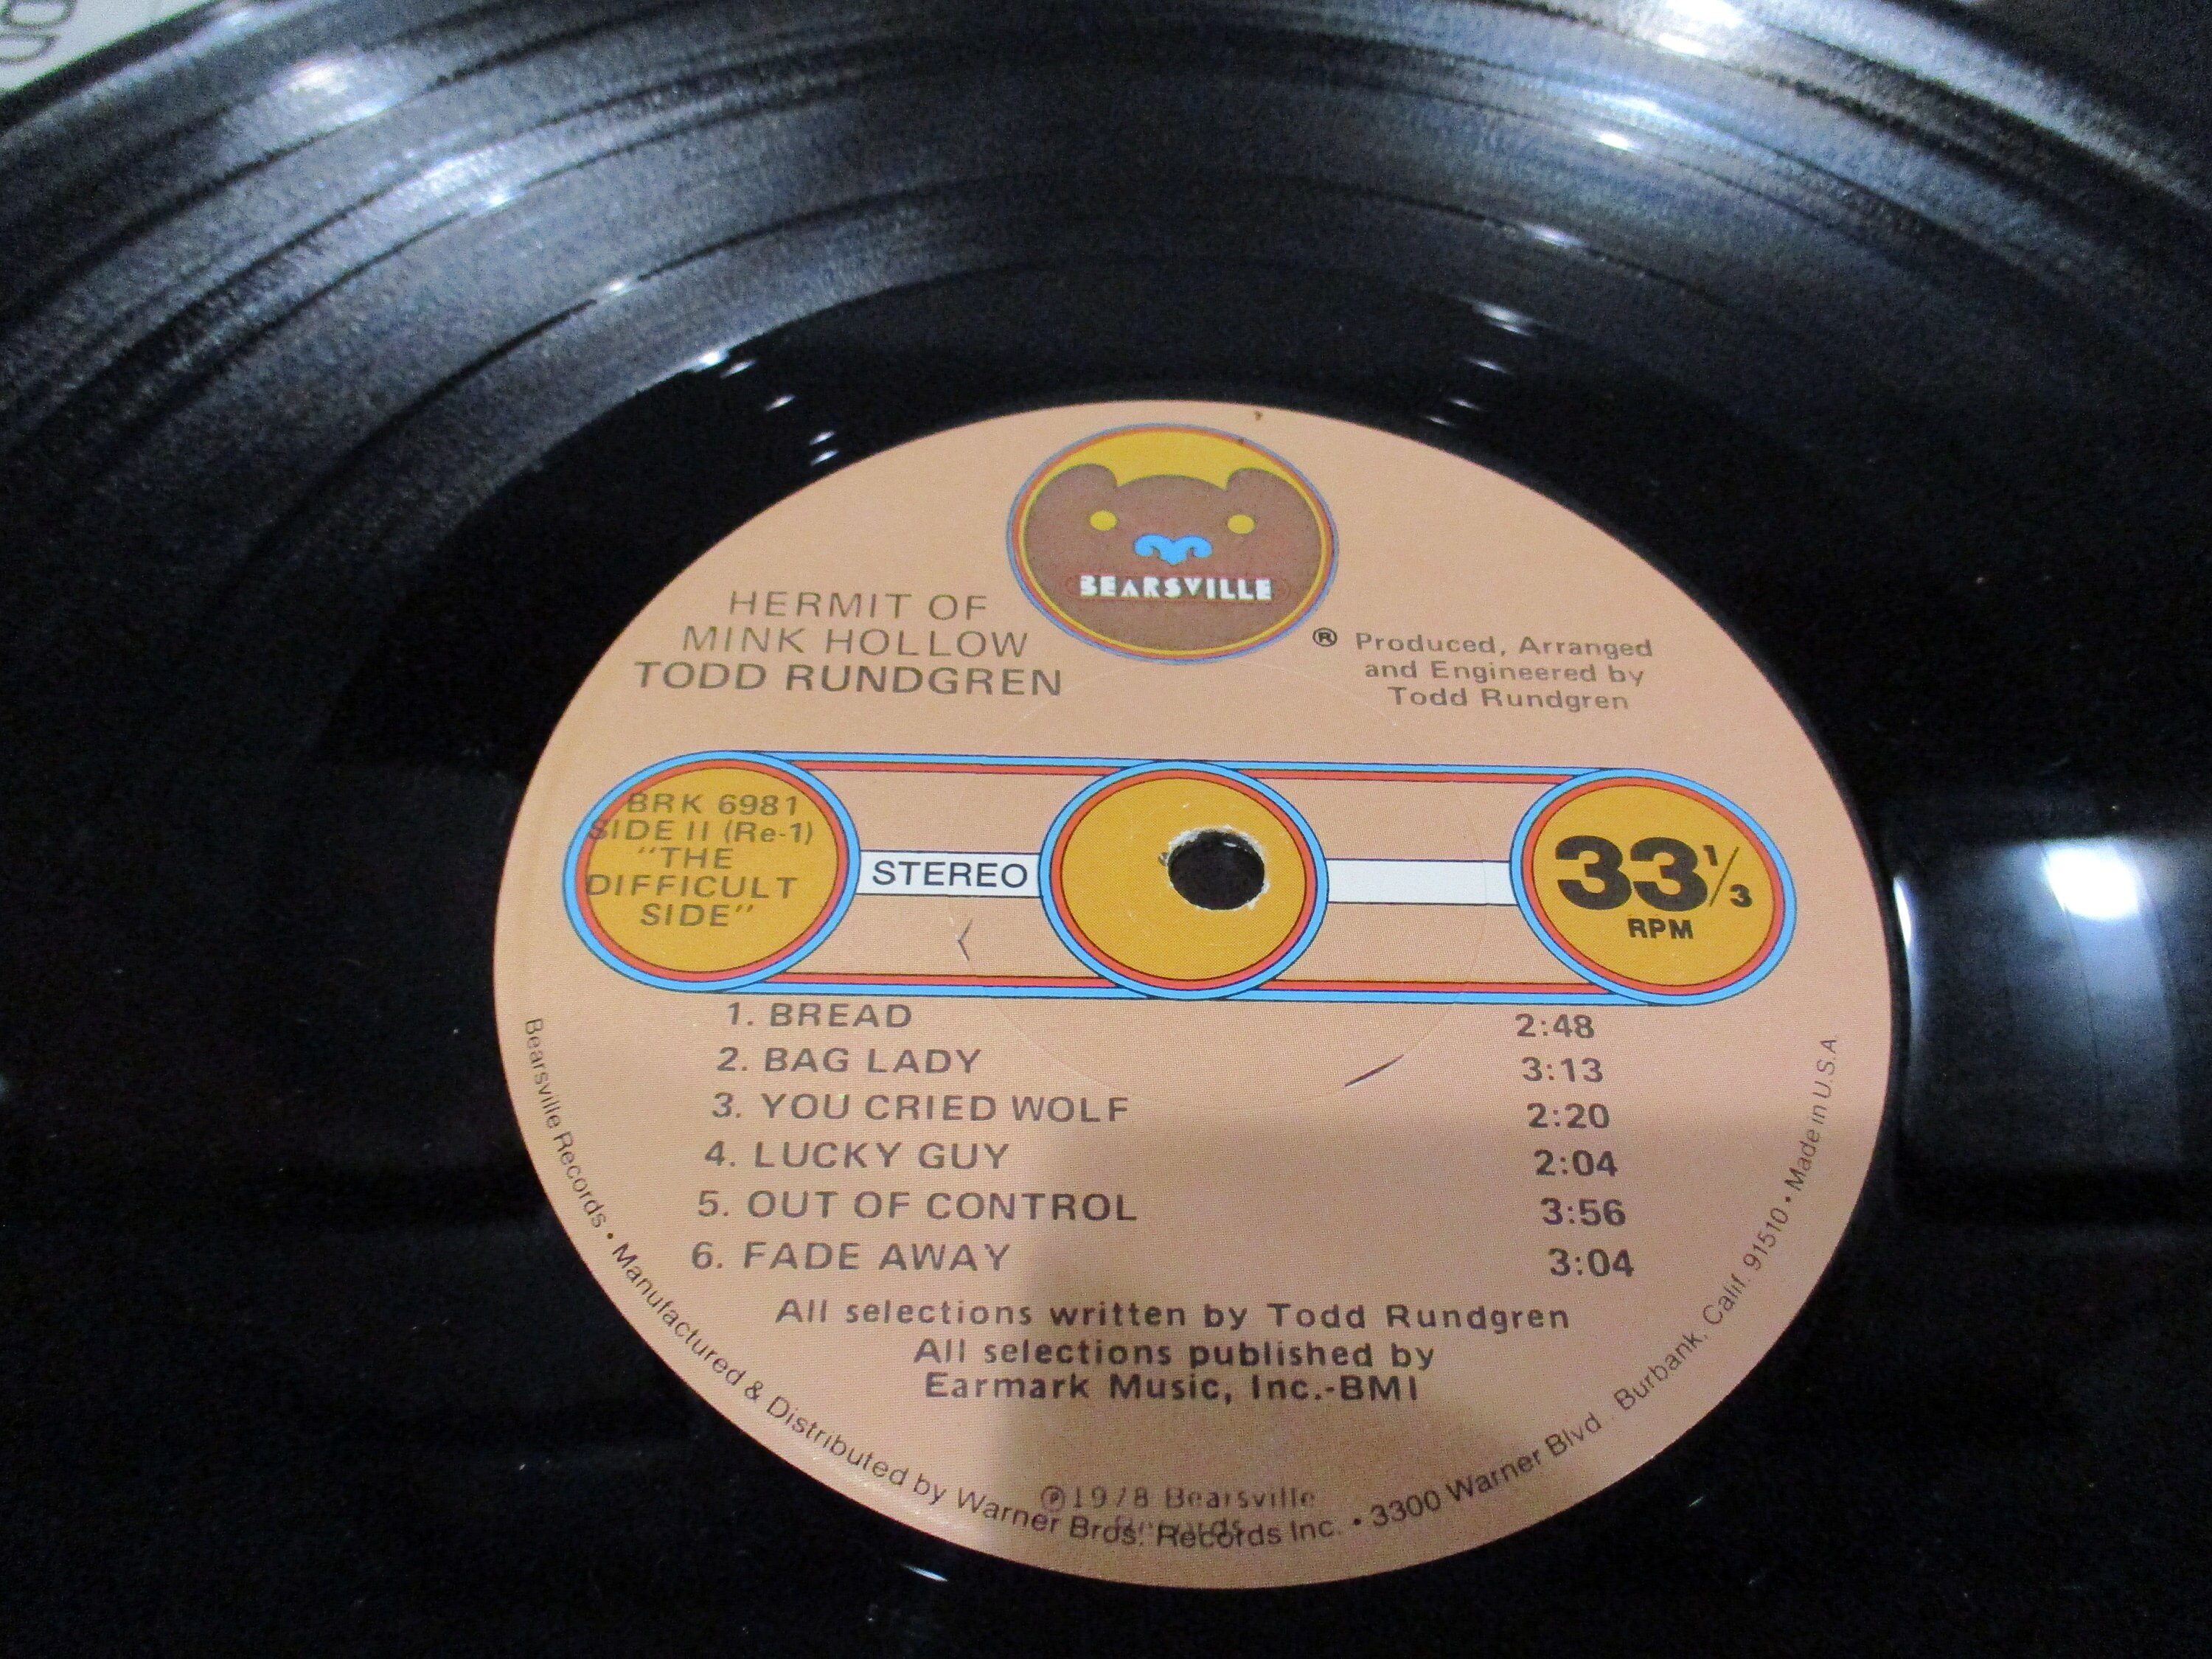 BEARSVILLE
®
HERMIT OF
MINK HOLLOW
TODD RUNDGREN
Produced, Arranged
and Engineered by
Todd Rundgren
BRK 6981
SIDE II (Re-1)
"THE
DIFFICULT
SIDE"
STEREO
33 1/3
RPM
1. BREAD 2:48
2. BAG LADY 3:13
3. YOU CRIED WOLF 2:20
4. LUCKY GUY 2:04
5. OUT OF CONTROL 3:56
6. FADE AWAY 3:04
All selections written by Todd Rundgren
All selections published by
Earmark Music, Inc.-BMI
℗1978 Bearsville
Records
Bearsville Records • Manufactured & Distributed by Warner Bros. Records Inc. • 3300 Warner Blvd. Burbank, Calif. 91510 • Made in U.S.A.